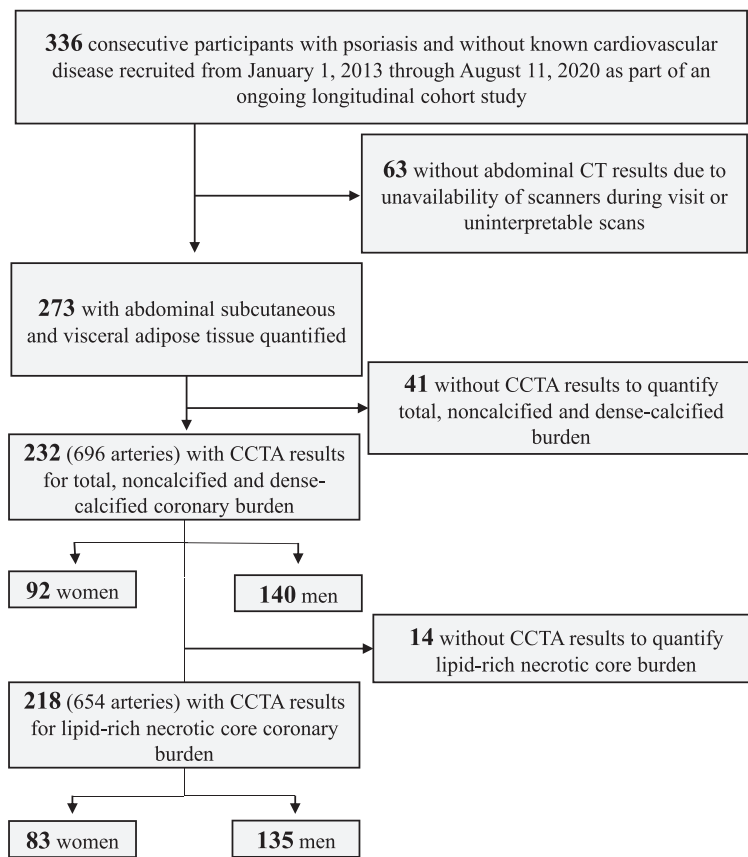 336 consecutive participants with psoriasis and without known cardiovascular
disease recruited from January 1, 2013 through August 11, 2020 as part of an
ongoing longitudinal cohort study
63 without abdominal CT results due to
unavailability of scanners during visit or
uninterpretable scans
273 with abdominal subcutaneous
and visceral adipose tissue quantified
41 without CCTA results to quantify
total, noncalcified and dense-calcified
burden
232 (696 arteries) with CCTA results
for total, noncalcified and dense-
calcified coronary burden
92 women
140 men
14 without CCTA results to quantify
lipid-rich necrotic core burden
218 (654 arteries) with CCTA results
for lipid-rich necrotic core coronary
burden
83 women
135 men